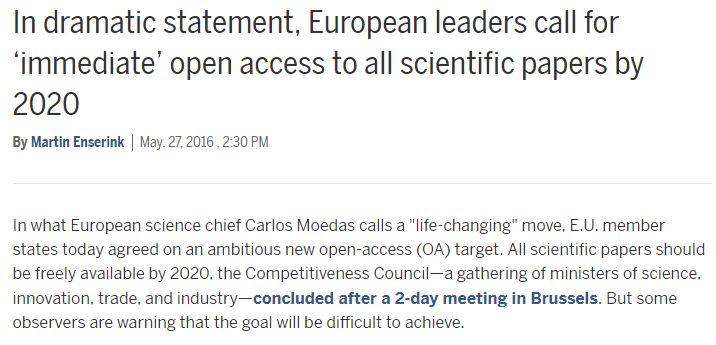 In dramatic statement, European leaders call for
‘immediate’ open access to all scientific papers by
2020
By Martin Enserink | May. 27, 2016 , 2:30 PM
In what European science chief Carlos Moedas calls a "life-changing" move, E.U. member
states today agreed on an ambitious new open-access (OA) target. All scientific papers should
be freely available by 2020, the Competitiveness Council—a gathering of ministers of science,
innovation, trade, and industry—concluded after a 2-day meeting in Brussels. But some
observers are warning that the goal will be difficult to achieve.